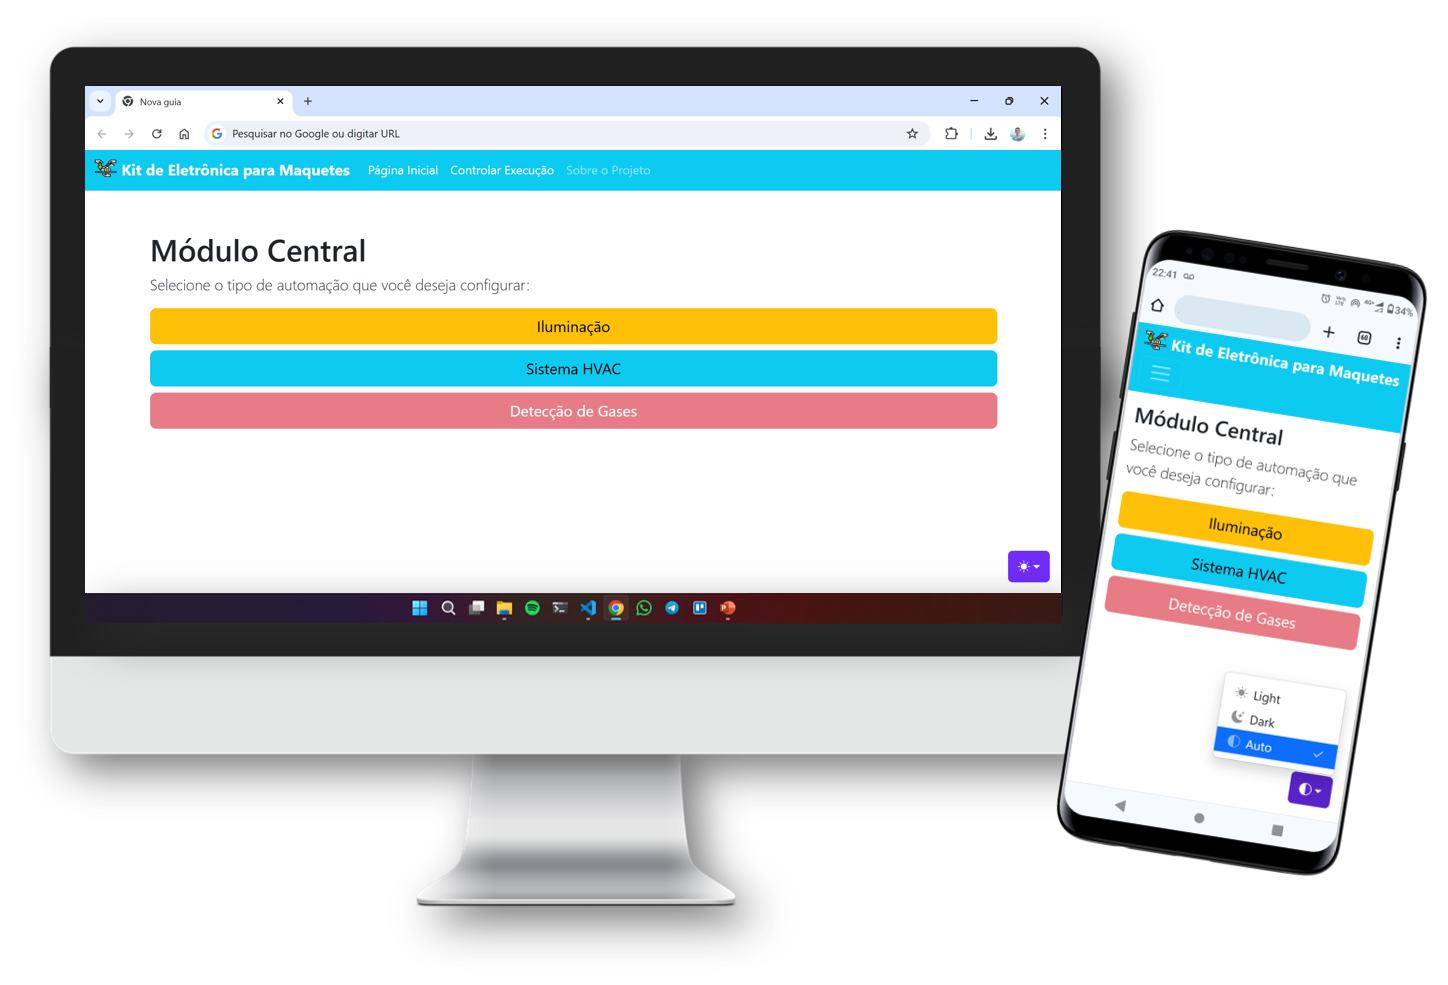 Nova guia
Pesquisar no Google ou digitar URL
Kit de Eletrônica para Maquetes Página Inicial Controlar Execução Sobre o Projeto
Módulo Central
Selecione o tipo de automação que você deseja configurar:
Iluminação
Sistema HVAC
Detecção de Gases
22:41
4G+
34%
60
Kit de Eletrônica para Maquetes
Módulo Central
Selecione o tipo de automação que
você deseja configurar:
Iluminação
Sistema HVAC
Detecção de Gases
Light
Dark
Auto